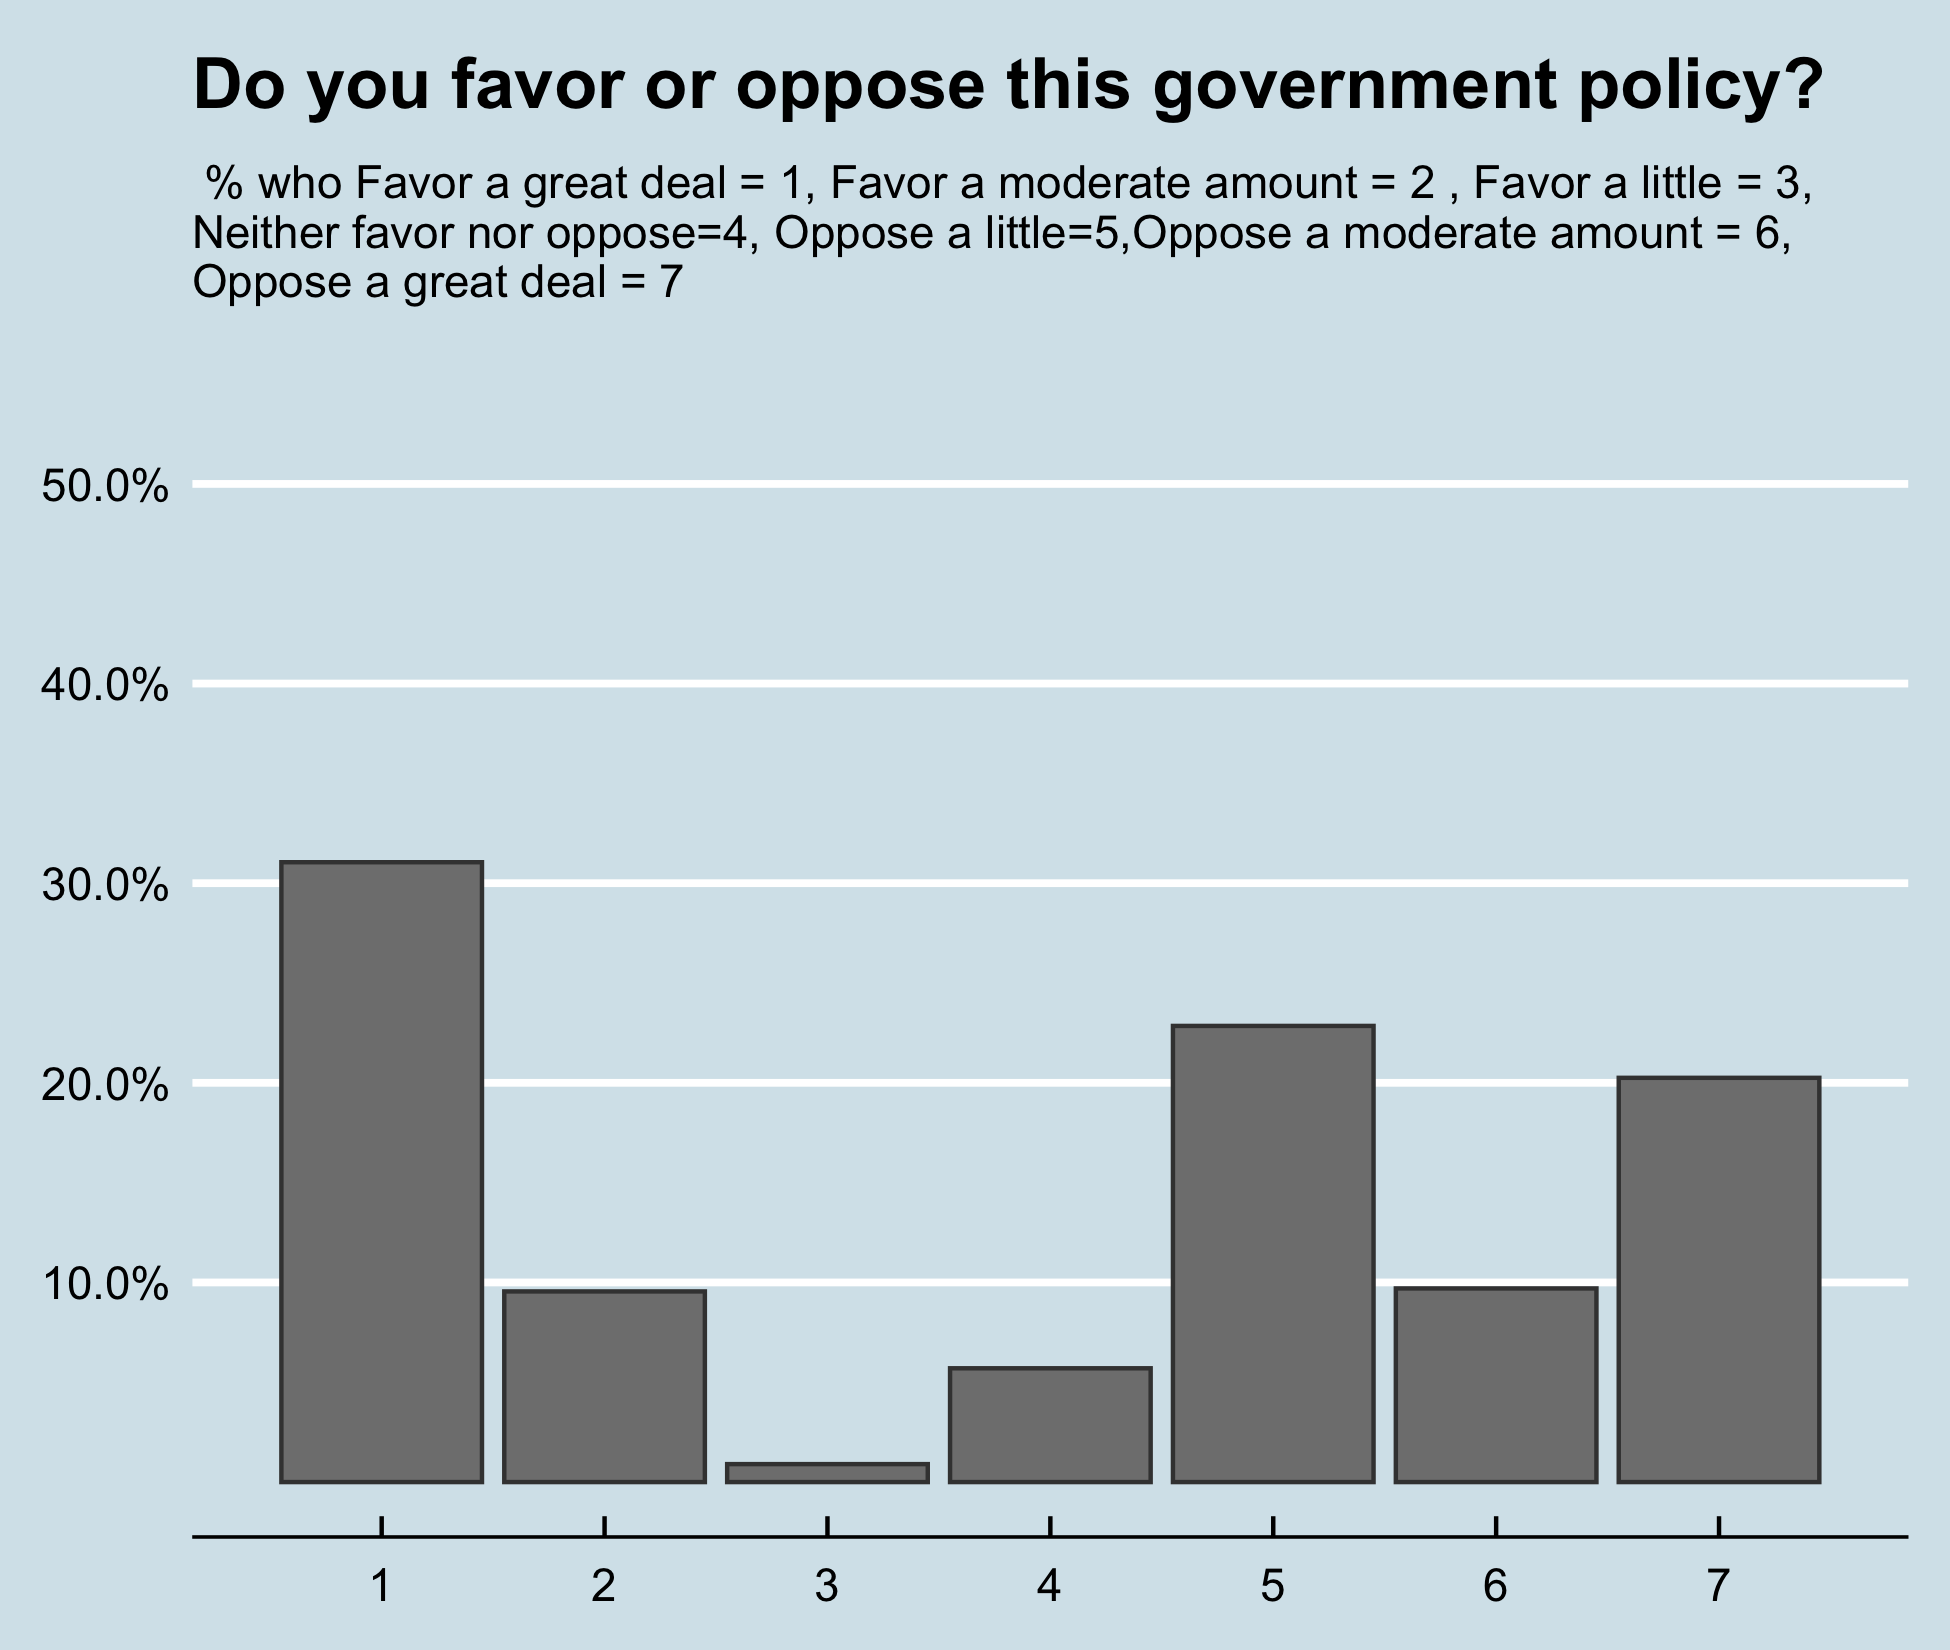 Do you favor or oppose this government policy?
% who Favor a great deal = 1, Favor a moderate amount = 2 , Favor a little = 3,
Neither favor nor oppose=4, Oppose a little=5,Oppose a moderate amount = 6,
Oppose a great deal = 7
50.0%
40.0%
30.0%
20.0%
10.0%
1 2 3 4 5 6 7